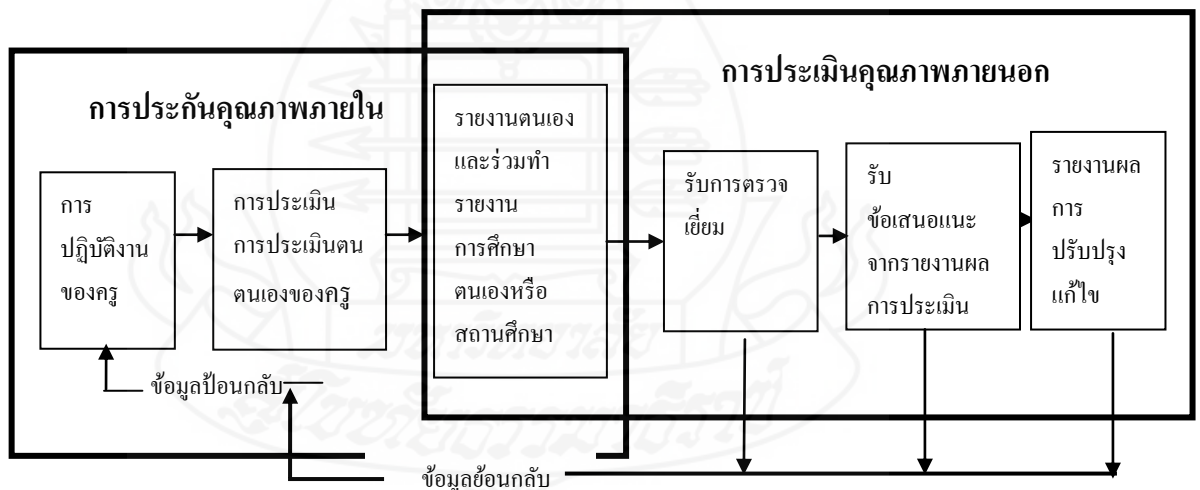 การประเมินคุณภาพภายนอก
การประกันคุณภาพภายใน
การ
ปฏิบัติงาน
ของครู
การประเมิน
การประเมินตน
ตนเองของครู
รายงานตนเอง
และร่วมทำ
รายงาน
การศึกษา
ตนเองหรือ
สถานศึกษา
รับการตรวจ
เยี่ยม
รับ
ข้อเสนอแนะ
จากรายงานผล
การประเมิน
รายงานผล
การ
ปรับปรุง
แก้ไข
ข้อมูลป้อนกลับ
ข้อมูลย้อนกลับ